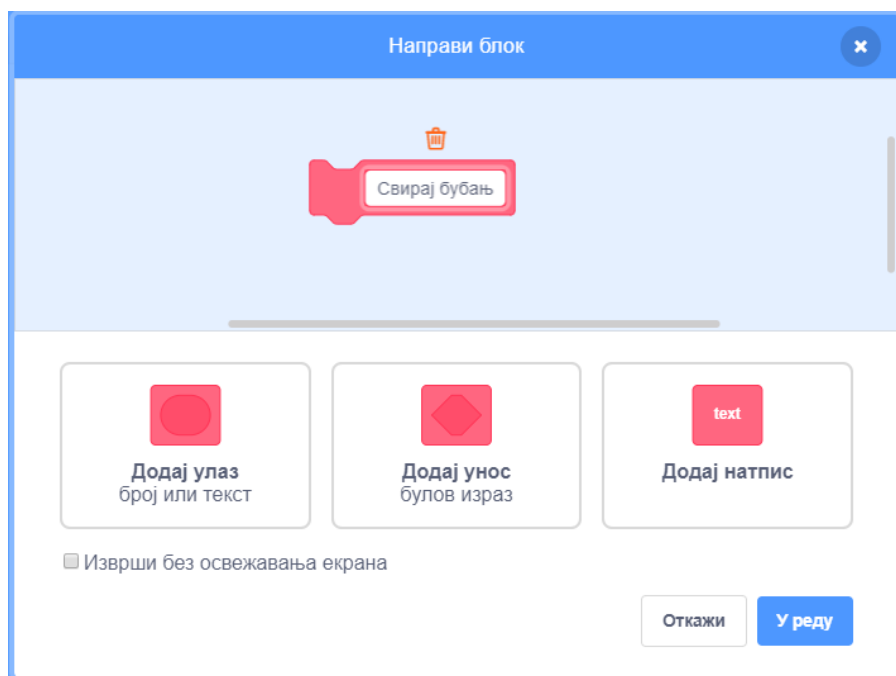 Направи блок
Свирај бубањ
text
Додај улаз
број или текст
Додај унос
булов израз
Додај натпис
Изврши без освежавања екрана
Откажи
У реду